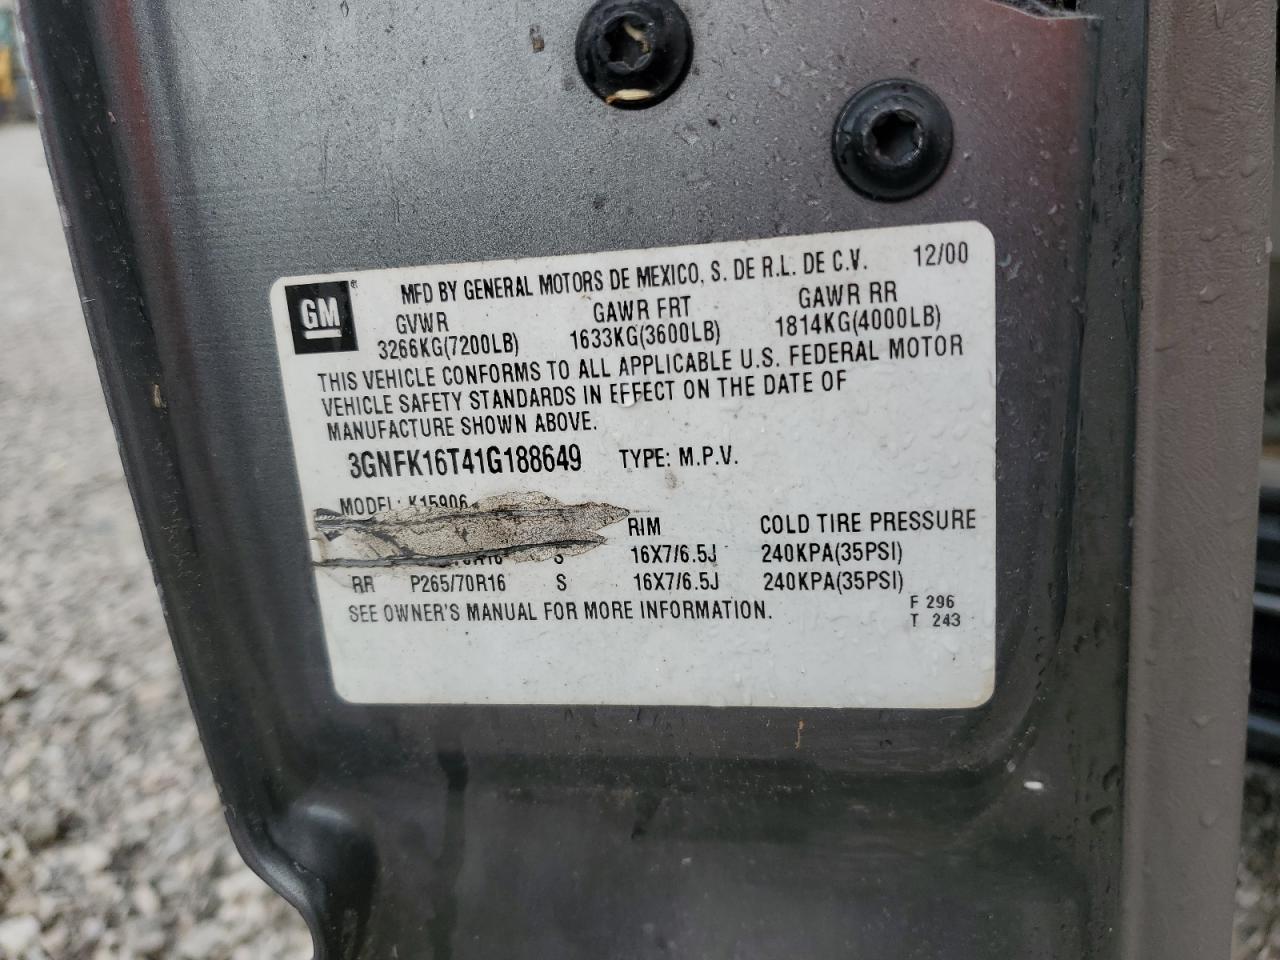 GM
MFD BY GENERAL MOTORS DE MEXICO, S. DE R.L. DE C.V. 12/00
GVWR GAWR FRT GAWR RR
3266KG(7200LB) 1633KG(3600LB) 1814KG(4000LB)
THIS VEHICLE CONFORMS TO ALL APPLICABLE U.S. FEDERAL MOTOR
VEHICLE SAFETY STANDARDS IN EFFECT ON THE DATE OF
MANUFACTURE SHOWN ABOVE.
3GNFK16T41G188649 TYPE: M.P.V.
MODEL: K15906
RIM COLD TIRE PRESSURE
S 16X7/6.5J 240KPA(35PSI)
RR P265/70R16 S 16X7/6.5J 240KPA(35PSI)
SEE OWNER'S MANUAL FOR MORE INFORMATION.
F 296
T 243